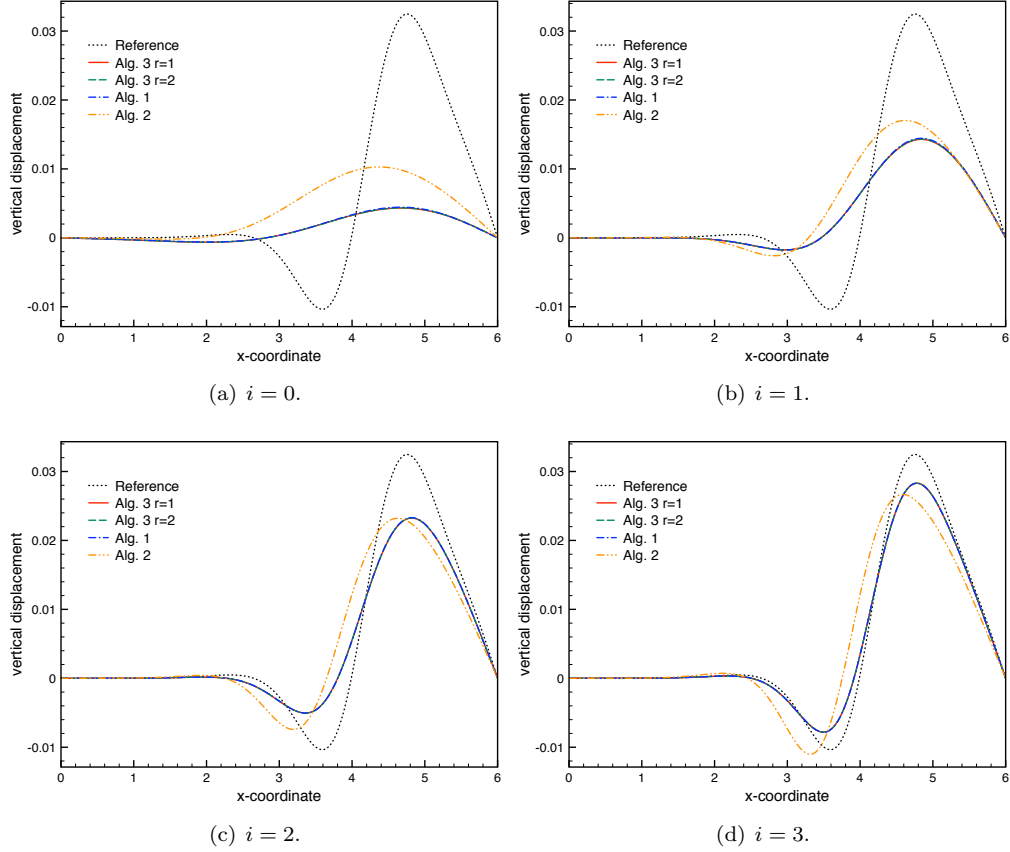 0.03
0.02
0.01
0
-0.01
vertical displacement
Reference
Alg. 3 r=1
Alg. 3 r=2
Alg. 1
Alg. 2
0 1 2 3 4 5 6
x-coordinate
(a) i = 0.
0.03
0.02
0.01
0
-0.01
vertical displacement
Reference
Alg. 3 r=1
Alg. 3 r=2
Alg. 1
Alg. 2
0 1 2 3 4 5 6
x-coordinate
(b) i = 1.
0.03
0.02
0.01
0
-0.01
vertical displacement
Reference
Alg. 3 r=1
Alg. 3 r=2
Alg. 1
Alg. 2
0 1 2 3 4 5 6
x-coordinate
(c) i = 2.
0.03
0.02
0.01
0
-0.01
vertical displacement
Reference
Alg. 3 r=1
Alg. 3 r=2
Alg. 1
Alg. 2
0 1 2 3 4 5 6
x-coordinate
(d) i = 3.